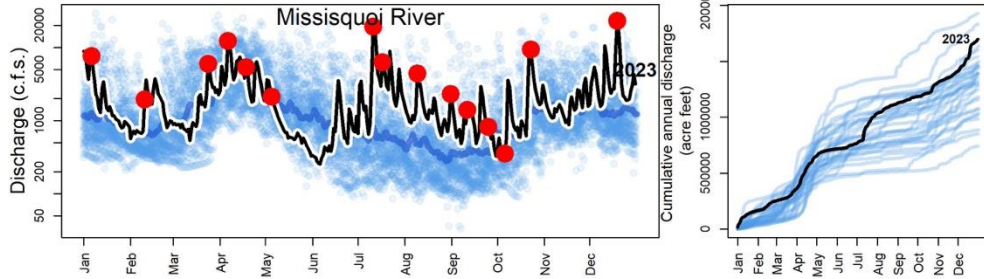 Missisquoi River
Discharge (c.f.s.)
20000
5000
1000
200
50
2023
Jan Feb Mar Apr May Jun Jul Aug Sep Oct Nov Dec
Cumulative annual discharge
(acre feet)
2000
1000000
500000
0
2023
Jan Feb Mar Apr May Jun Jul Aug Sep Oct Nov Dec